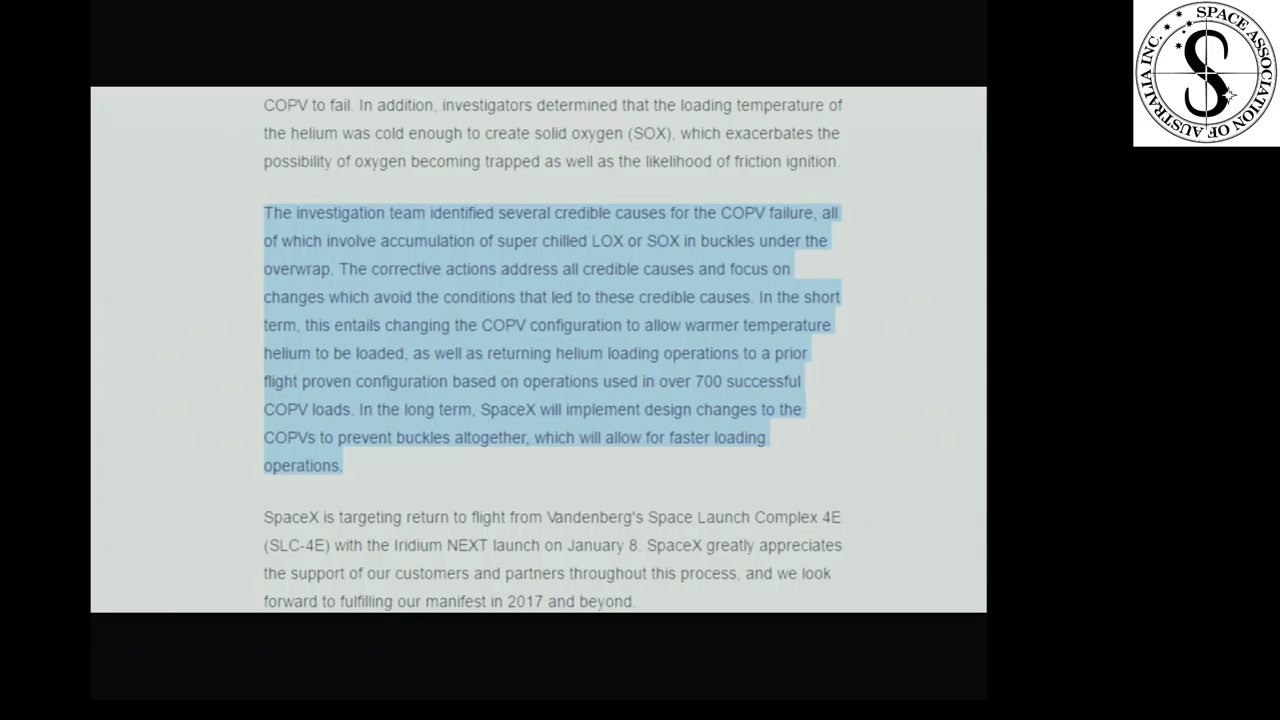 COPV to fail. In addition, investigators determined that the loading temperature of
the helium was cold enough to create solid oxygen (SOX), which exacerbates the
possibility of oxygen becoming trapped as well as the likelihood of friction ignition.
The investigation team identified several credible causes for the COPV failure, all
of which involve accumulation of super chilled LOX or SOX in buckles under the
overwrap. The corrective actions address all credible causes and focus on
changes which avoid the conditions that led to these credible causes. In the short
term, this entails changing the COPV configuration to allow warmer temperature
helium to be loaded, as well as returning helium loading operations to a prior
flight proven configuration based on operations used in over 700 successful
COPV loads. In the long term, SpaceX will implement design changes to the
COPVs to prevent buckles altogether, which will allow for faster loading
operations.
SpaceX is targeting return to flight from Vandenberg's Space Launch Complex 4E
(SLC-4E) with the Iridium NEXT launch on January 8. SpaceX greatly appreciates
the support of our customers and partners throughout this process, and we look
forward to fulfilling our manifest in 2017 and beyond.
SPACE ASSOCIATION OF AUSTRALIA INC.
S